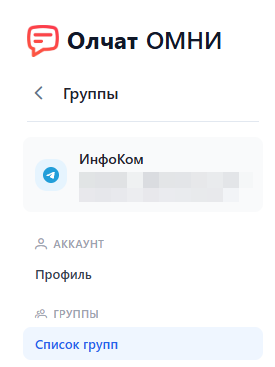 Олчат ОМНИ
Группы
ИнфоКом
АККАУНТ
Профиль
ГРУППЫ
Список групп